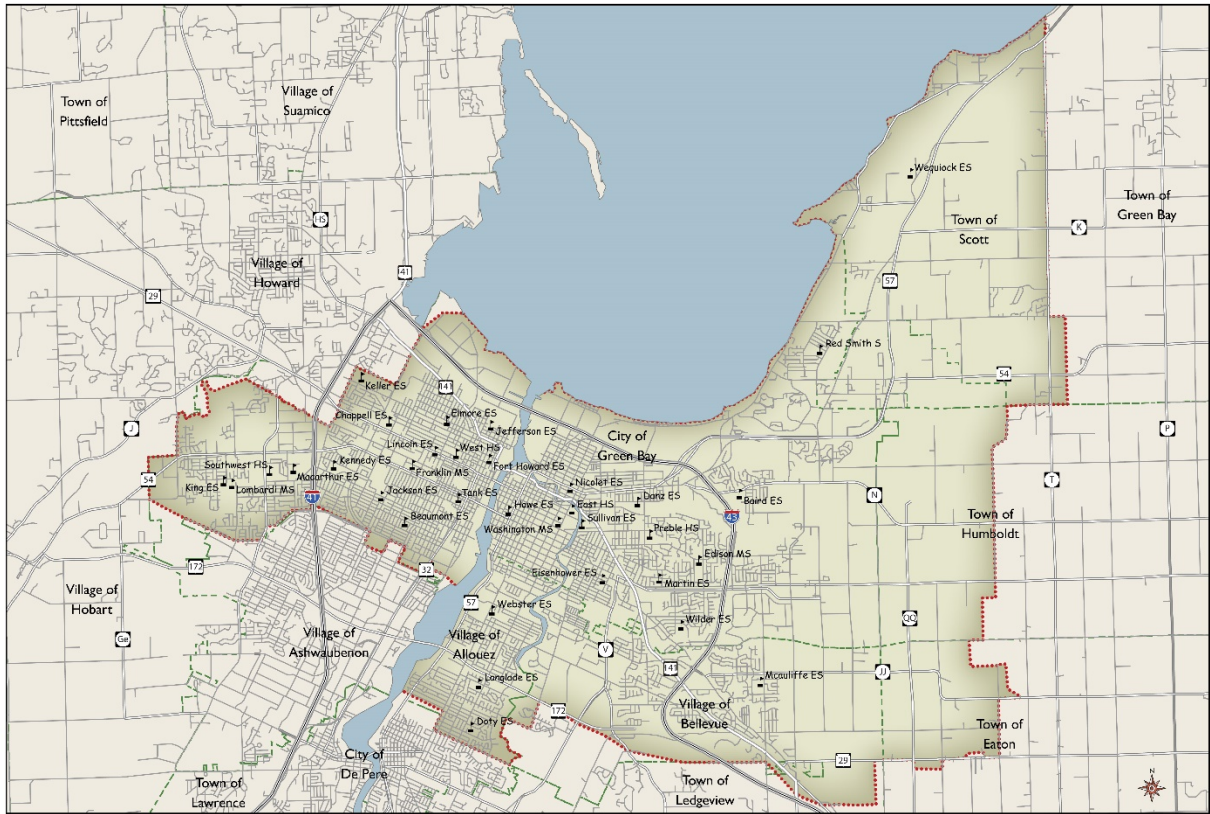 Village of
Suamico
Town of
Pittsfield
Wequiock ES
Town of
Green Bay
Town of
Scott
HS
K
Village of
Howard
41
57
29
Red Smith S
54
Keller ES
141
Chappell ES
Elmore ES
Jefferson ES
J
P
City of
Green Bay
Lincoln ES
West HS
Southwest HS
Kennedy ES
Franklin MS
Fort Howard ES
Macarthur ES
54
T
King ES
Lombardi MS
41
Jackson ES
Tank ES
Nicolet ES
Danz ES
Baird ES
N
Howe ES
East HS
43
Beaumont ES
Washington MS
Sullivan ES
Preble HS
Town of
Humboldt
Edison MS
172
32
Eisenhower ES
Martin ES
Village of
Hobart
57
Webster ES
QQ
Wilder ES
Ge
Village of
Ashwaubenon
Village of
Allouez
V
141
JJ
Langlade ES
Mcauliffe ES
172
Village of
Bellevue
Doty ES
Town of
Eaton
City of
De Pere
29
Town of
Lawrence
Town of
Ledgeview
N